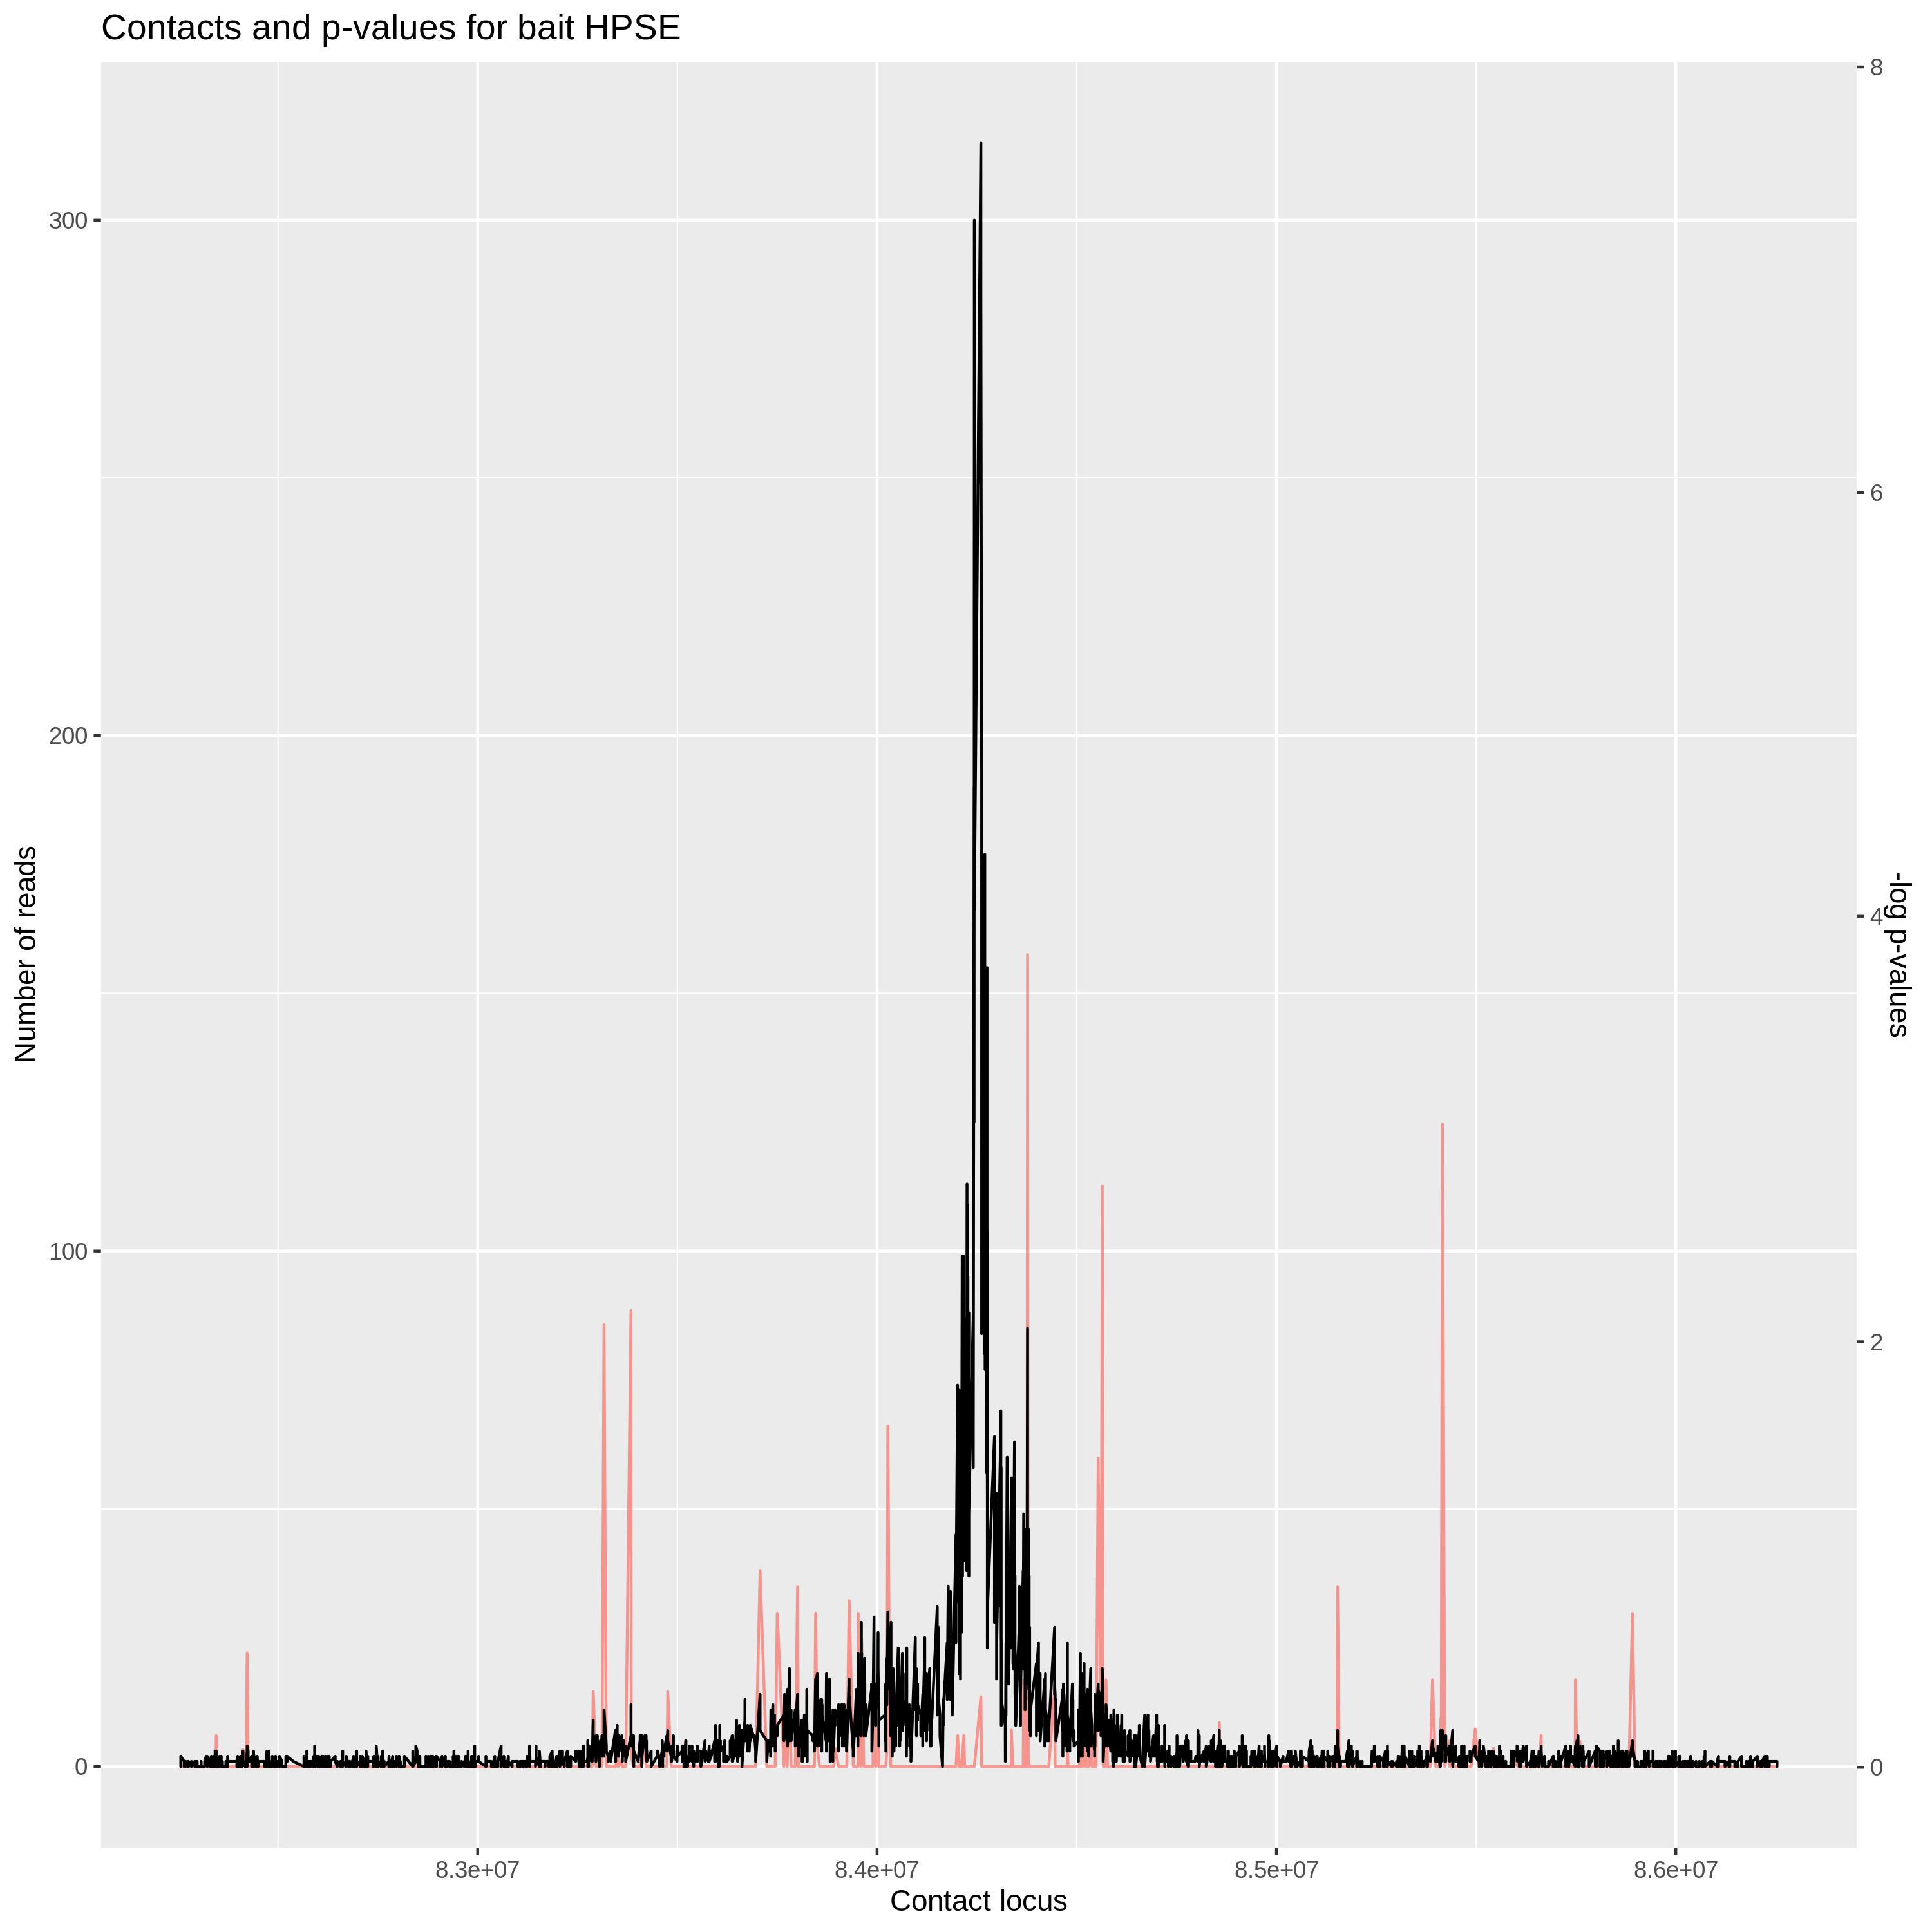 Contacts and p-values for bait HPSE
300
200
100
0
Number of reads
8
6
4
2
0
-log p-values
8.3e+07
8.4e+07
8.5e+07
8.6e+07
Contact locus